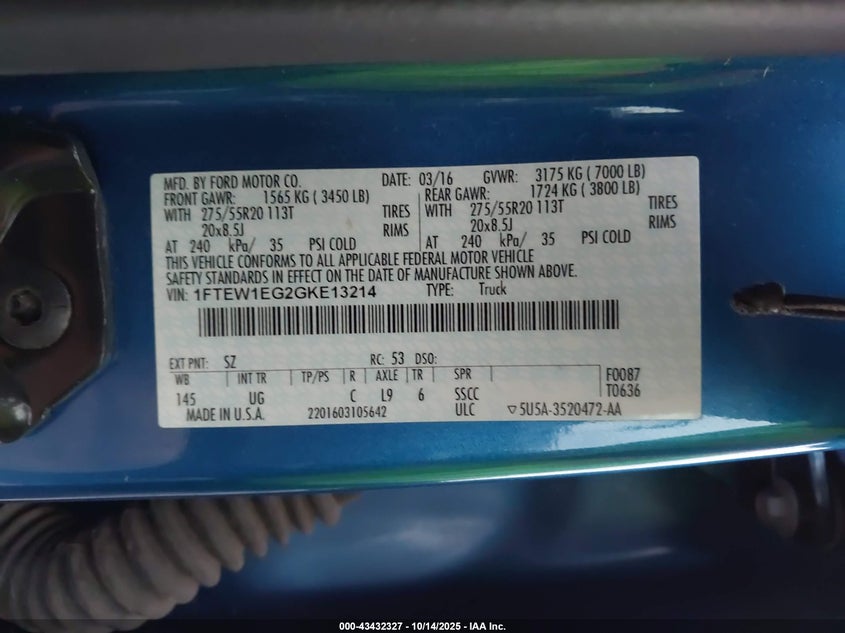 MFD. BY FORD MOTOR CO. DATE: 03/16 GVWR: 3175 KG ( 7000 LB)
FRONT GAWR: 1565 KG ( 3450 LB) REAR GAWR: 1724 KG ( 3800 LB)
WITH 275/55R20 113T TIRES WITH 275/55R20 113T TIRES
20x8.5J RIMS 20x8.5J RIMS
AT 240 kPa/ 35 PSI COLD AT 240 kPa/ 35 PSI COLD
THIS VEHICLE CONFORMS TO ALL APPLICABLE FEDERAL MOTOR VEHICLE
SAFETY STANDARDS IN EFFECT ON THE DATE OF MANUFACTURE SHOWN ABOVE.
VIN: 1FTEW1EG2GKE13214 TYPE: Truck
EXT PNT: SZ RC: 53 DSO:
WB INT TR TP/PS R AXLE TR SPR F0087
145 UG C L9 6 SSCC T0636
MADE IN U.S.A. 2201603105642 ULC ▽5U5A-3520472-AA
000-43432327 - 10/14/2025 - IAA Inc.